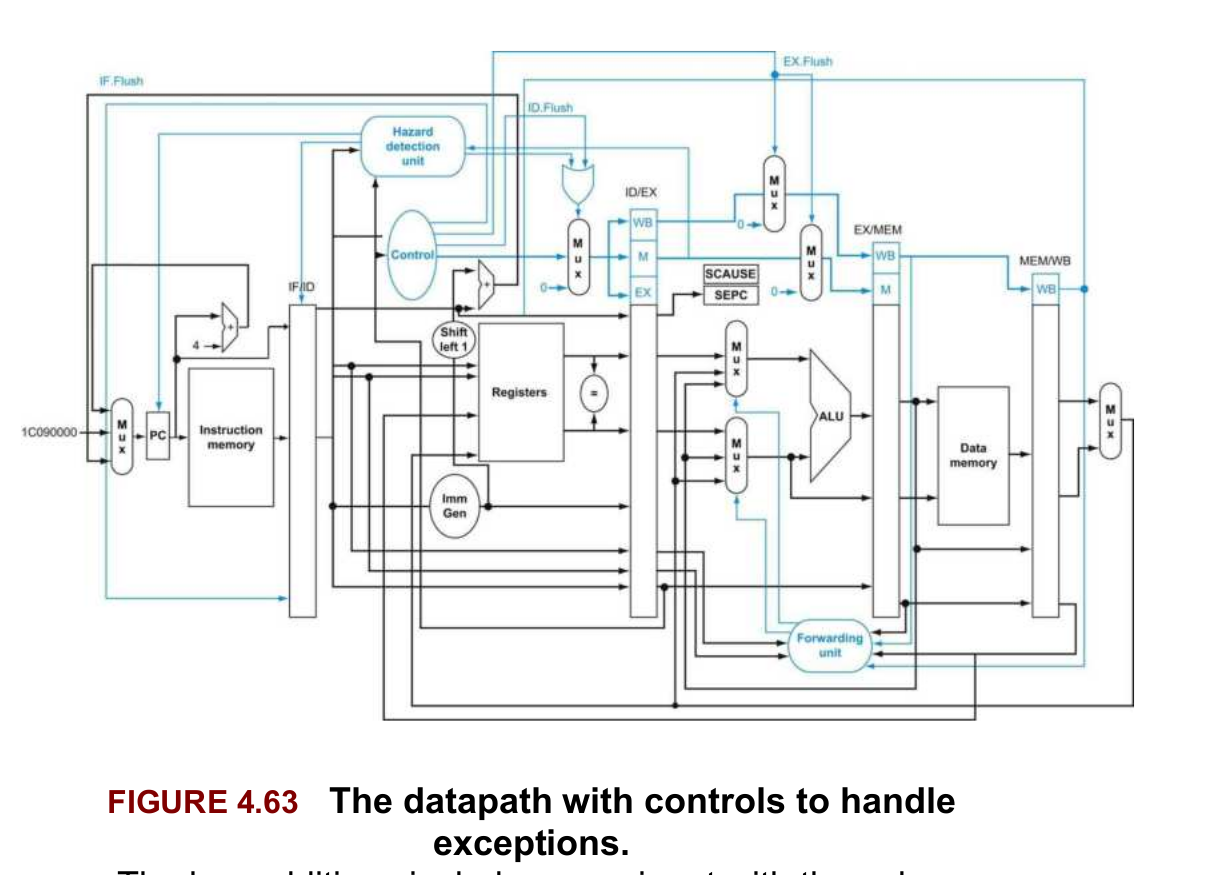 IF.Flush
EX.Flush
ID.Flush
Hazard
detection
unit
M
u
x
ID/EX
WB
0
EX/MEM
Control
M
u
x
M
M
u
x
WB
MEM/WB
SCAUSE
0
EX
SEPC
0
M
WB
IF/ID
+
+
4
Shift
left 1
M
u
x
Registers
=
ALU
1C090000
M
u
x
PC
Instruction
memory
M
u
x
Data
memory
M
u
x
Imm
Gen
Forwarding
unit
FIGURE 4.63 The datapath with controls to handle
exceptions.